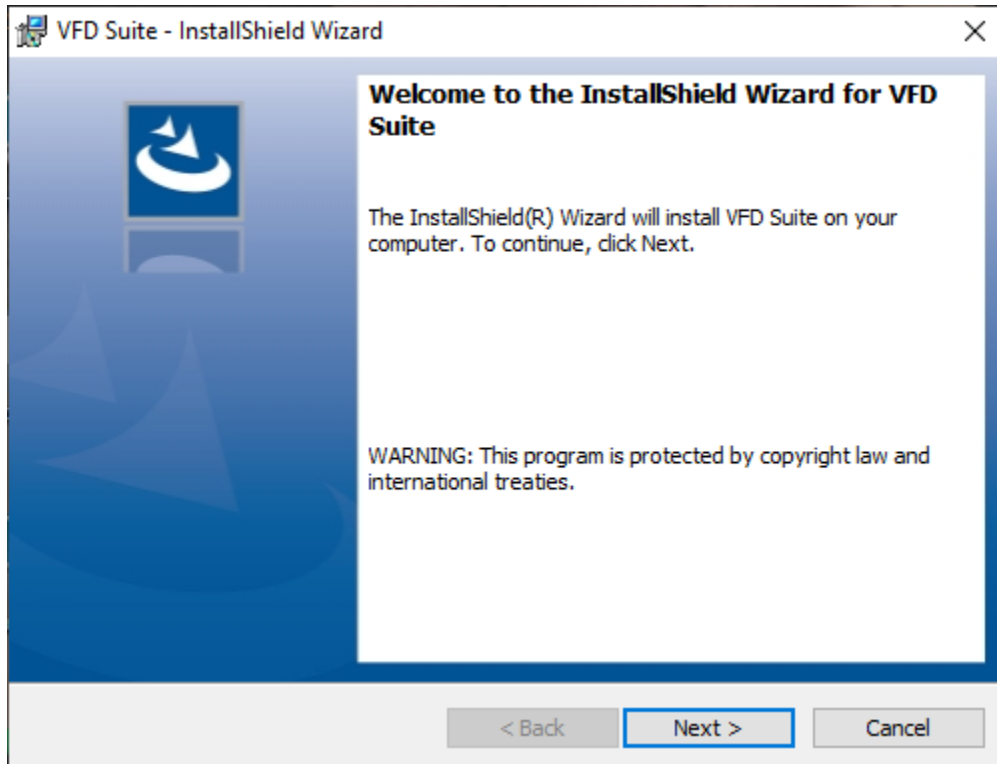 VFD Suite - InstallShield Wizard
Welcome to the InstallShield Wizard for VFD
Suite
The InstallShield(R) Wizard will install VFD Suite on your
computer. To continue, click Next.
WARNING: This program is protected by copyright law and
international treaties.
< Back
Next >
Cancel